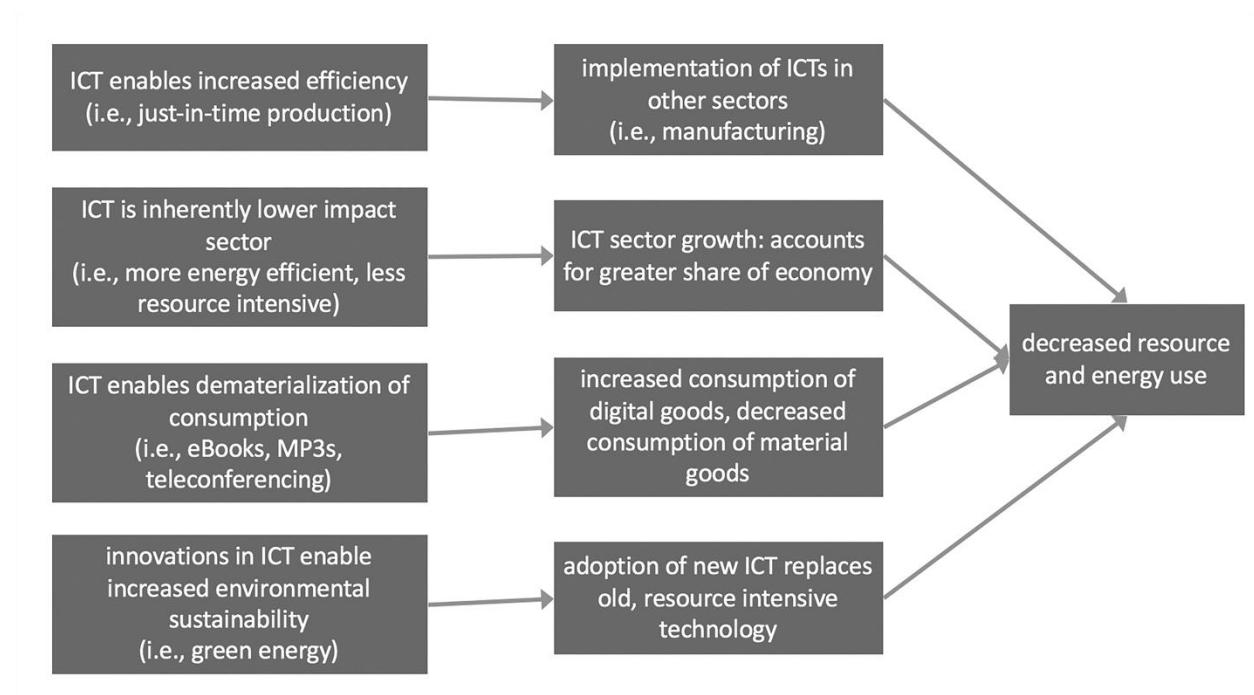 ICT enables increased efficiency
(i.e., just-in-time production)
implementation of ICTs in
other sectors
(i.e., manufacturing)
ICT is inherently lower impact
sector
(i.e., more energy efficient, less
resource intensive)
ICT sector growth: accounts
for greater share of economy
ICT enables dematerialization of
consumption
(i.e., eBooks, MP3s,
teleconferencing)
increased consumption of
digital goods, decreased
consumption of material
goods
innovations in ICT enable
increased environmental
sustainability
(i.e., green energy)
adoption of new ICT replaces
old, resource intensive
technology
decreased resource
and energy use